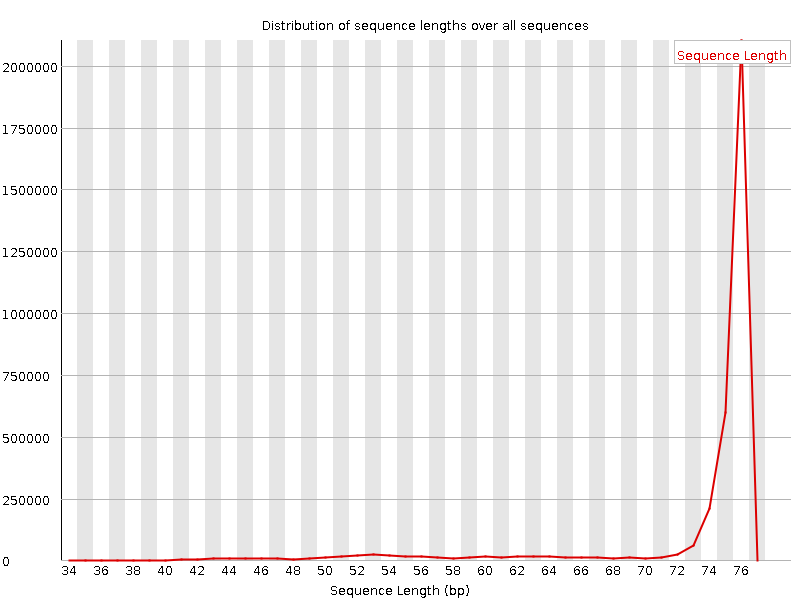 Distribution of sequence lengths over all sequences
Sequence Length
2000000
1750000
1500000
1250000
1000000
750000
500000
250000
0
34 36 38 40 42 44 46 48 50 52 54 56 58 60 62 64 66 68 70 72 74 76
Sequence Length (bp)